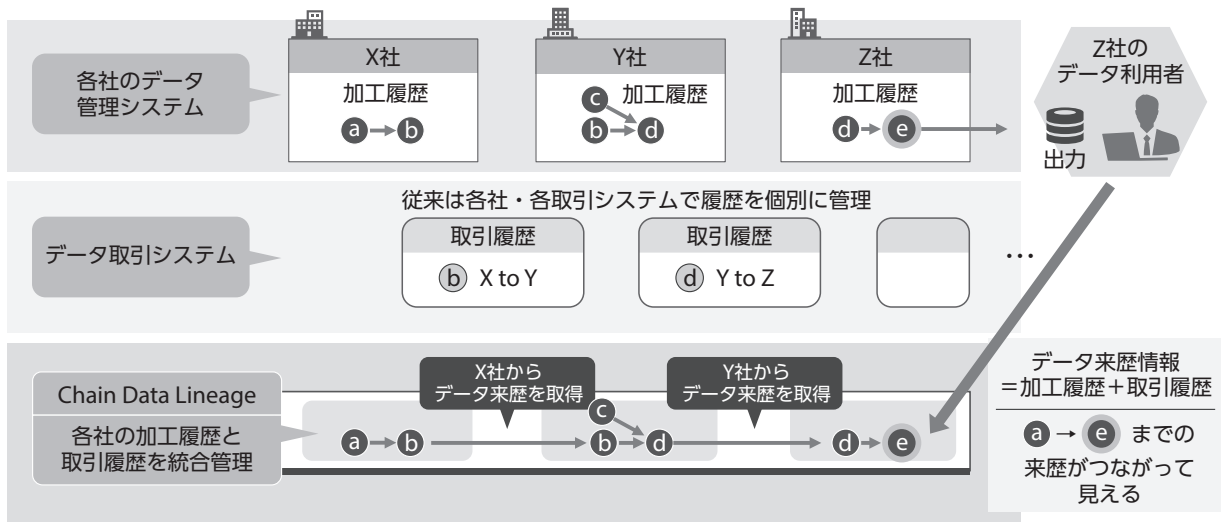 各社のデータ
管理システム
X社
加工履歴
a b
Y社
c 加工履歴
b d
Z社
加工履歴
d e
Z社の
データ利用者
出力
従来は各社・各取引システムで履歴を個別に管理
データ取引システム
取引履歴
b X to Y
取引履歴
d Y to Z
…
Chain Data Lineage
各社の加工履歴と
取引履歴を統合管理
X社から
データ来歴を取得
Y社から
データ来歴を取得
c
a b b d d e
データ来歴情報
=加工履歴+取引履歴
a → e までの
来歴がつながって
見える